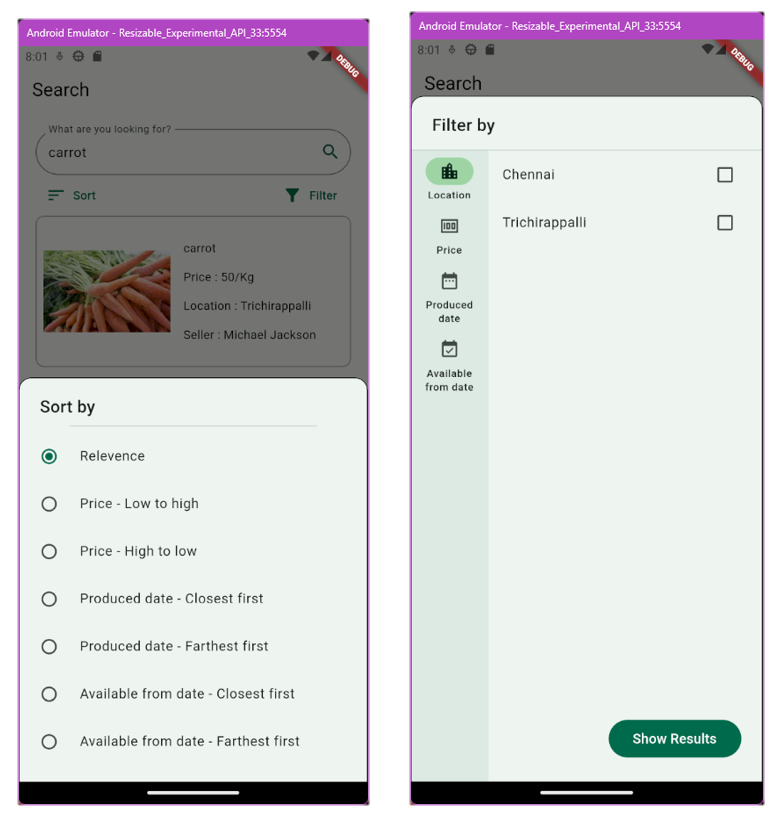 Android Emulator - Resizable_Experimental_API_33:5554
8:01
DEBUG
Search
What are you looking for?
carrot
Sort
Filter
carrot
Price : 50/Kg
Location : Trichirappalli
Seller : Michael Jackson
Sort by
Relevence
Price - Low to high
Price - High to low
Produced date - Closest first
Produced date - Farthest first
Available from date - Closest first
Available from date - Farthest first
Android Emulator - Resizable_Experimental_API_33:5554
8:01
DEBUG
Search
Filter by
Location
Price
Produced
date
Available
from date
Chennai
Trichirappalli
Show Results